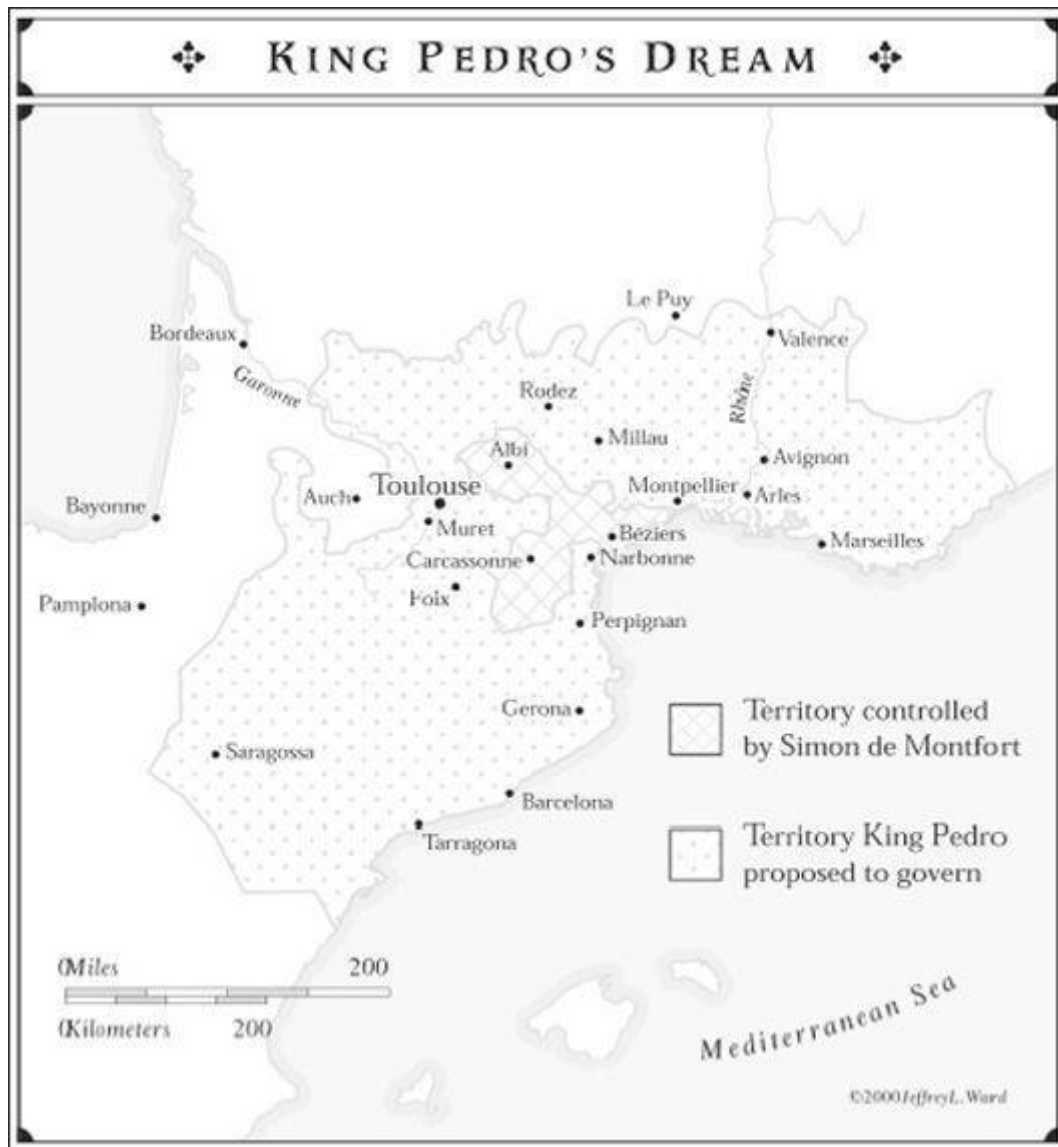 KING PEDRO'S DREAM
Le Puy
Bordeaux
Valence
Garonne
Rhône
Rodez
Millau
Albi
Avignon
Toulouse
Montpellier
Auch
Arles
Bayonne
Muret
Béziers
Marseilles
Carcassonne
Narbonne
Foix
Pamplona
Perpignan
Gerona
Territory controlled
by Simon de Montfort
Saragossa
Barcelona
Tarragona
Territory King Pedro
proposed to govern
0 Miles 200
0 Kilometers 200
Mediterranean Sea
©2000 Jeffrey L. Ward